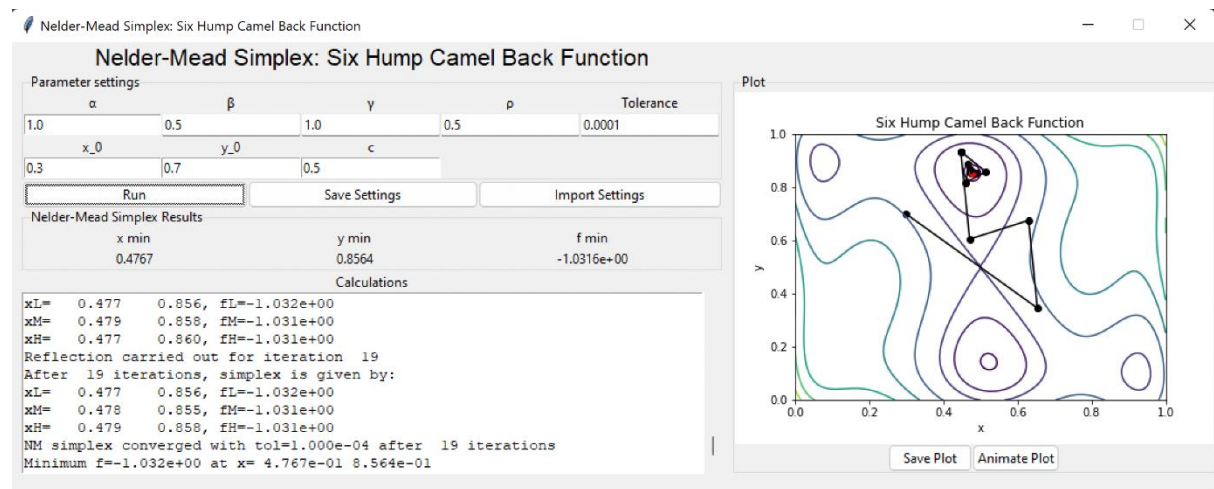 Nelder-Mead Simplex: Six Hump Camel Back Function
Nelder-Mead Simplex: Six Hump Camel Back Function
Parameter settings
α β γ ρ Tolerance
1.0 0.5 1.0 0.5 0.0001
x_0 y_0 c
0.3 0.7 0.5
Run Save Settings Import Settings
Nelder-Mead Simplex Results
x min y min f min
0.4767 0.8564 -1.0316e+00
Calculations
xL= 0.477 0.856, fL=-1.032e+00
xM= 0.479 0.858, fM=-1.031e+00
xH= 0.477 0.860, fH=-1.031e+00
Reflection carried out for iteration 19
After 19 iterations, simplex is given by:
xL= 0.477 0.856, fL=-1.032e+00
xM= 0.478 0.855, fM=-1.031e+00
xH= 0.479 0.858, fH=-1.031e+00
NM simplex converged with tol=1.000e-04 after 19 iterations
Minimum f=-1.032e+00 at x= 4.767e-01 8.564e-01
Plot
Six Hump Camel Back Function
1.0
0.8
0.6
y
0.4
0.2
0.0
0.0 0.2 0.4 0.6 0.8 1.0
x
Save Plot Animate Plot